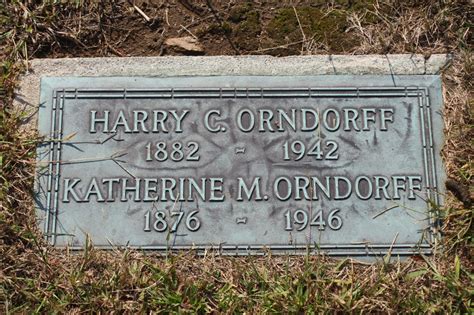 HARRY C. ORNDORFF
1882 ~ 1942
KATHERINE M. ORNDORFF
1876 ~ 1946